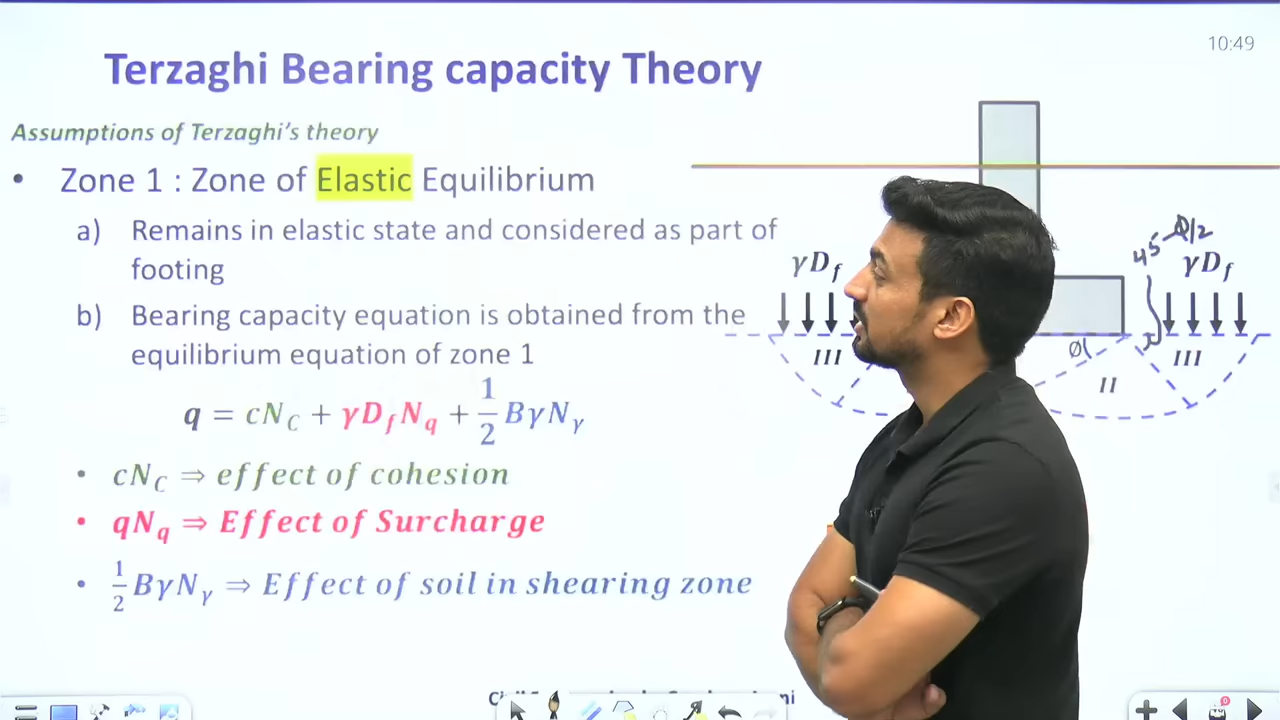 10:49
Terzaghi Bearing capacity Theory
Assumptions of Terzaghi's theory
• Zone 1 : Zone of Elastic Equilibrium
a) Remains in elastic state and considered as part of
footing
b) Bearing capacity equation is obtained from the
equilibrium equation of zone 1
q = cN_C + γD_fN_q + 1/2 BγN_γ
• cN_C ⇒ effect of cohesion
• qN_q ⇒ Effect of Surcharge
• 1/2 BγN_γ ⇒ Effect of soil in shearing zone
45-Ø/2
γD_f
γD_f
III
Ø
II
III